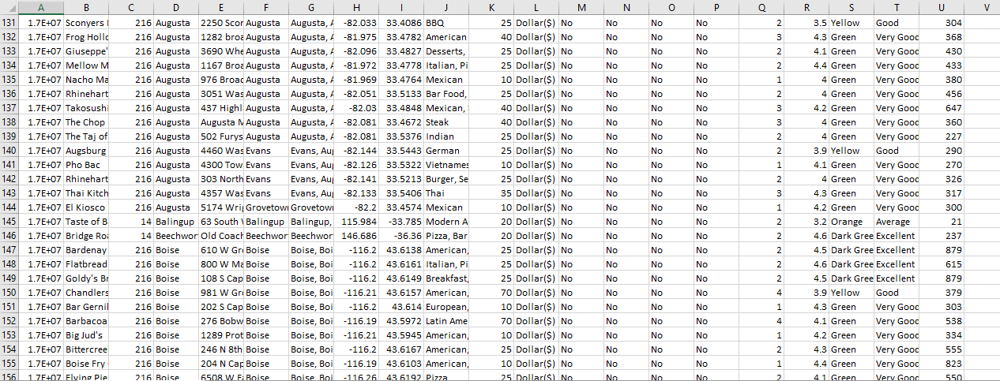 A B C D E F G H I J K L M N O P Q R S T U V
131 1.7E+07 Sconyers 216 Augusta 2250 Scor Augusta Augusta, A -82.033 33.4086 BBQ 25 Dollar($) No No No No 2 3.5 Yellow Good 304
132 1.7E+07 Frog Hollo 216 Augusta 1282 broa Augusta Augusta, A -81.975 33.4782 American 40 Dollar($) No No No No 3 4.3 Green Very Good 368
133 1.7E+07 Giuseppe' 216 Augusta 3690 Whe Augusta Augusta, A -82.096 33.4827 Desserts, 25 Dollar($) No No No No 2 4.1 Green Very Good 430
134 1.7E+07 Mellow M 216 Augusta 1167 Broa Augusta Augusta, A -81.972 33.4778 Italian, Pi 25 Dollar($) No No No No 2 4.4 Green Very Good 433
135 1.7E+07 Nacho Ma 216 Augusta 976 Broad Augusta Augusta, A -81.969 33.4764 Mexican 10 Dollar($) No No No No 1 4 Green Very Good 380
136 1.7E+07 Rhinehart 216 Augusta 3051 Was Augusta Augusta, A -82.051 33.5133 Bar Food, 25 Dollar($) No No No No 2 4 Green Very Good 456
137 1.7E+07 Takosushi 216 Augusta 437 Highl Augusta Augusta, A -82.03 33.4848 Mexican, 40 Dollar($) No No No No 3 4.2 Green Very Good 647
138 1.7E+07 The Chop 216 Augusta Augusta M Augusta Augusta, A -82.081 33.4672 Steak 40 Dollar($) No No No No 3 4 Green Very Good 360
139 1.7E+07 The Taj of 216 Augusta 502 Furys Augusta Augusta, A -82.081 33.5376 Indian 25 Dollar($) No No No No 2 4 Green Very Good 227
140 1.7E+07 Augsburg 216 Augusta 4460 Was Evans Evans, Aug -82.144 33.5443 German 25 Dollar($) No No No No 2 3.9 Yellow Good 290
141 1.7E+07 Pho Bac 216 Augusta 4300 Tow Evans Evans, Aug -82.126 33.5322 Vietnames 10 Dollar($) No No No No 1 4.1 Green Very Good 270
142 1.7E+07 Rhinehart 216 Augusta 303 North Evans Evans, Aug -82.141 33.5213 Burger, Se 25 Dollar($) No No No No 2 4 Green Very Good 326
143 1.7E+07 Thai Kitch 216 Augusta 4357 Was Evans Evans, Aug -82.133 33.5406 Thai 35 Dollar($) No No No No 3 4.3 Green Very Good 317
144 1.7E+07 El Kiosco 216 Augusta 5174 Wrig Grovetown Grovetown -82.2 33.4574 Mexican 10 Dollar($) No No No No 1 4.2 Green Very Good 300
145 1.7E+07 Taste of B 14 Balingup 63 South W Balingup Balingup, 115.984 -33.785 Modern A 20 Dollar($) No No No No 2 3.2 Orange Average 21
146 1.7E+07 Bridge Roa 14 Beechwor Old Coach Beechwor Beechwor 146.686 -36.36 Pizza, Bar 20 Dollar($) No No No No 2 4.6 Dark Gree Excellent 237
147 1.7E+07 Bardenay 216 Boise 610 W Gro Boise Boise, Boi -116.2 43.6138 American, 25 Dollar($) No No No No 2 4.5 Dark Gree Excellent 879
148 1.7E+07 Flatbread 216 Boise 800 W Ma Boise Boise, Boi -116.2 43.6161 Italian, Pi 25 Dollar($) No No No No 2 4.6 Dark Gree Excellent 615
149 1.7E+07 Goldy's Br 216 Boise 108 S Cap Boise Boise, Boi -116.2 43.6149 Breakfast, 25 Dollar($) No No No No 2 4.5 Dark Gree Excellent 879
150 1.7E+07 Chandlers 216 Boise 981 W Gro Boise Boise, Boi -116.21 43.6157 American, 70 Dollar($) No No No No 4 3.9 Yellow Good 379
151 1.7E+07 Bar Gernil 216 Boise 202 S Cap Boise Boise, Boi -116.2 43.614 European, 10 Dollar($) No No No No 1 4.3 Green Very Good 303
152 1.7E+07 Barbacoa 216 Boise 276 Bobw Boise Boise, Boi -116.19 43.5972 Latin Ame 70 Dollar($) No No No No 4 4.1 Green Very Good 538
153 1.7E+07 Big Jud's 216 Boise 1289 Prot Boise Boise, Boi -116.21 43.5945 American, 10 Dollar($) No No No No 1 4.2 Green Very Good 334
154 1.7E+07 Bittercree 216 Boise 246 N 8th Boise Boise, Boi -116.2 43.6167 American, 25 Dollar($) No No No No 2 4.3 Green Very Good 555
155 1.7E+07 Boise Fry 216 Boise 204 N Cap Boise Boise, Boi -116.19 43.6103 American, 10 Dollar($) No No No No 1 4.4 Green Very Good 823
156 1.7E+07 Flying Pie 216 Boise 6508 W Fa Boise Boise, Boi -116.26 43.6192 Pizza 25 Dollar($) No No No No 2 4.1 Green Very Good 550